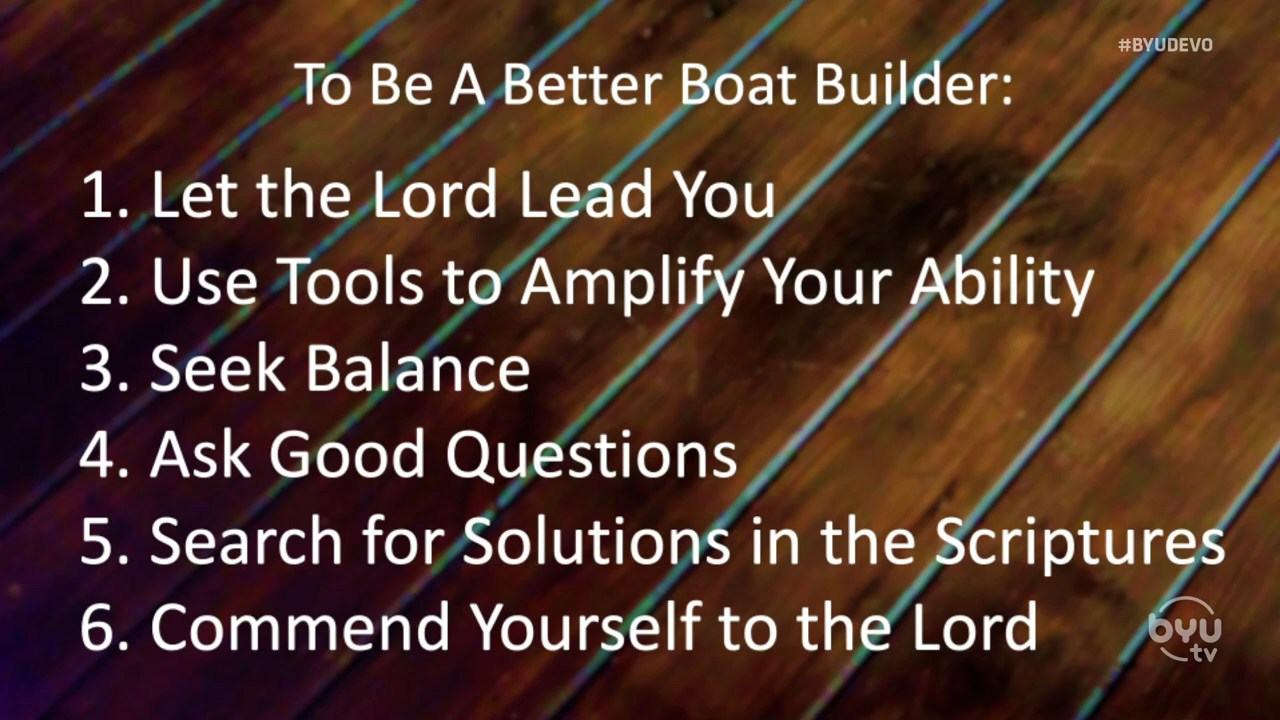 #BYUDEVO
To Be A Better Boat Builder:
1. Let the Lord Lead You
2. Use Tools to Amplify Your Ability
3. Seek Balance
4. Ask Good Questions
5. Search for Solutions in the Scriptures
6. Commend Yourself to the Lord
byu
tv